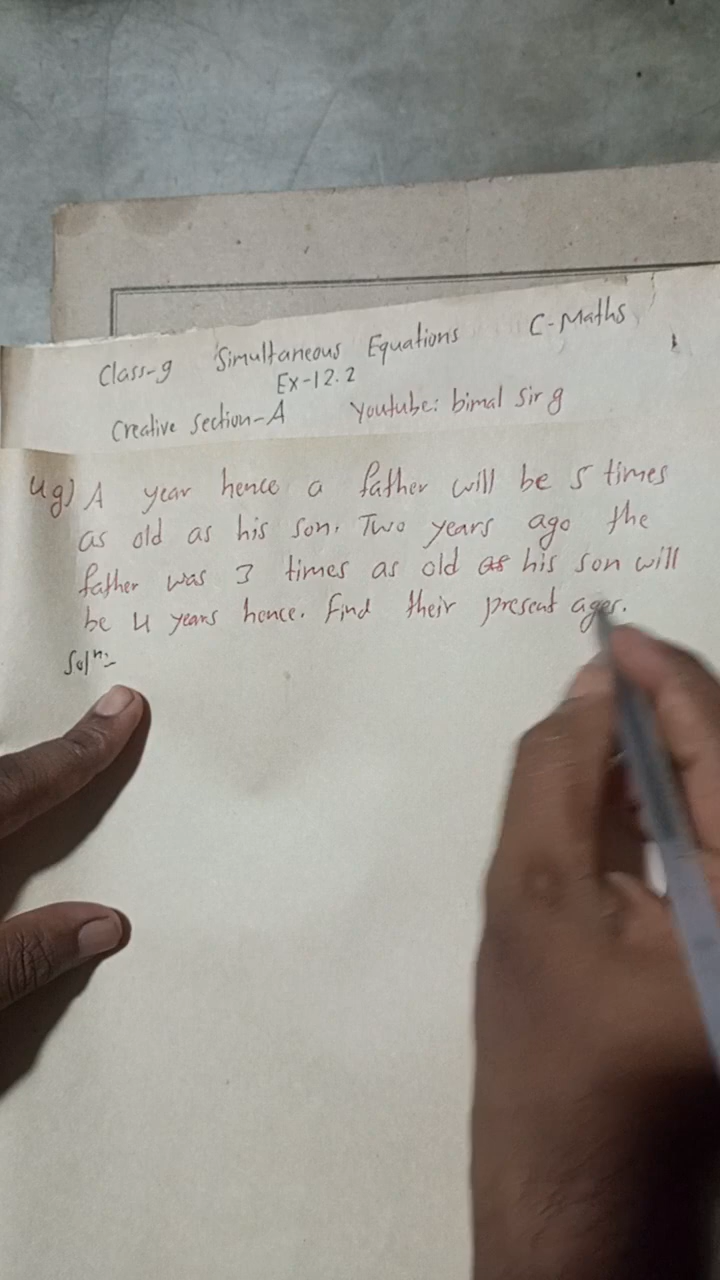 Class-9 Simultaneous Equations C-Maths
Ex-12.2
Creative Section-A Youtube: bimal sir g
4g) A year hence a father will be 5 times
as old as his son. Two years ago the
father was 3 times as old as his son will
be 4 years hence. Find their present ages.
Solⁿ:-